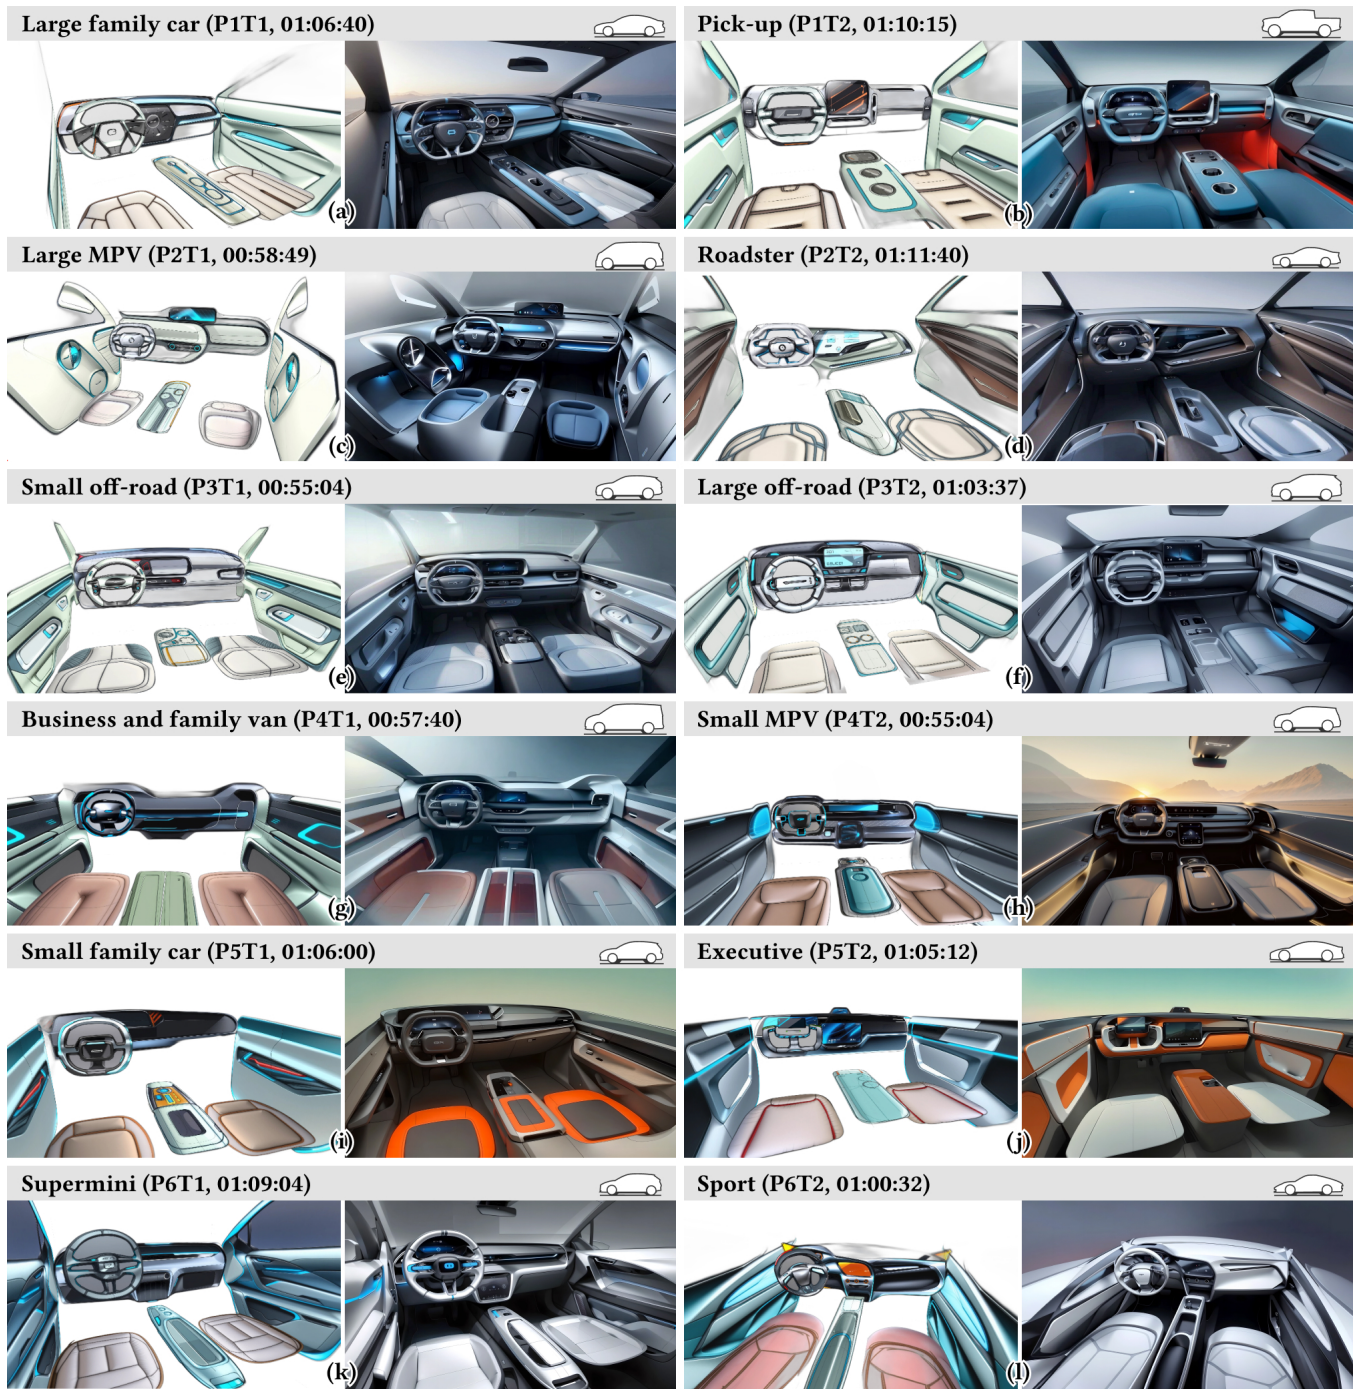 Large family car (P1T1, 01:06:40)
Pick-up (P1T2, 01:10:15)
(a)
(b)
Large MPV (P2T1, 00:58:49)
Roadster (P2T2, 01:11:40)
(c)
(d)
Small off-road (P3T1, 00:55:04)
Large off-road (P3T2, 01:03:37)
(e)
(f)
Business and family van (P4T1, 00:57:40)
Small MPV (P4T2, 00:55:04)
(g)
(h)
Small family car (P5T1, 01:06:00)
Executive (P5T2, 01:05:12)
(i)
(j)
Supermini (P6T1, 01:09:04)
Sport (P6T2, 01:00:32)
(k)
(l)